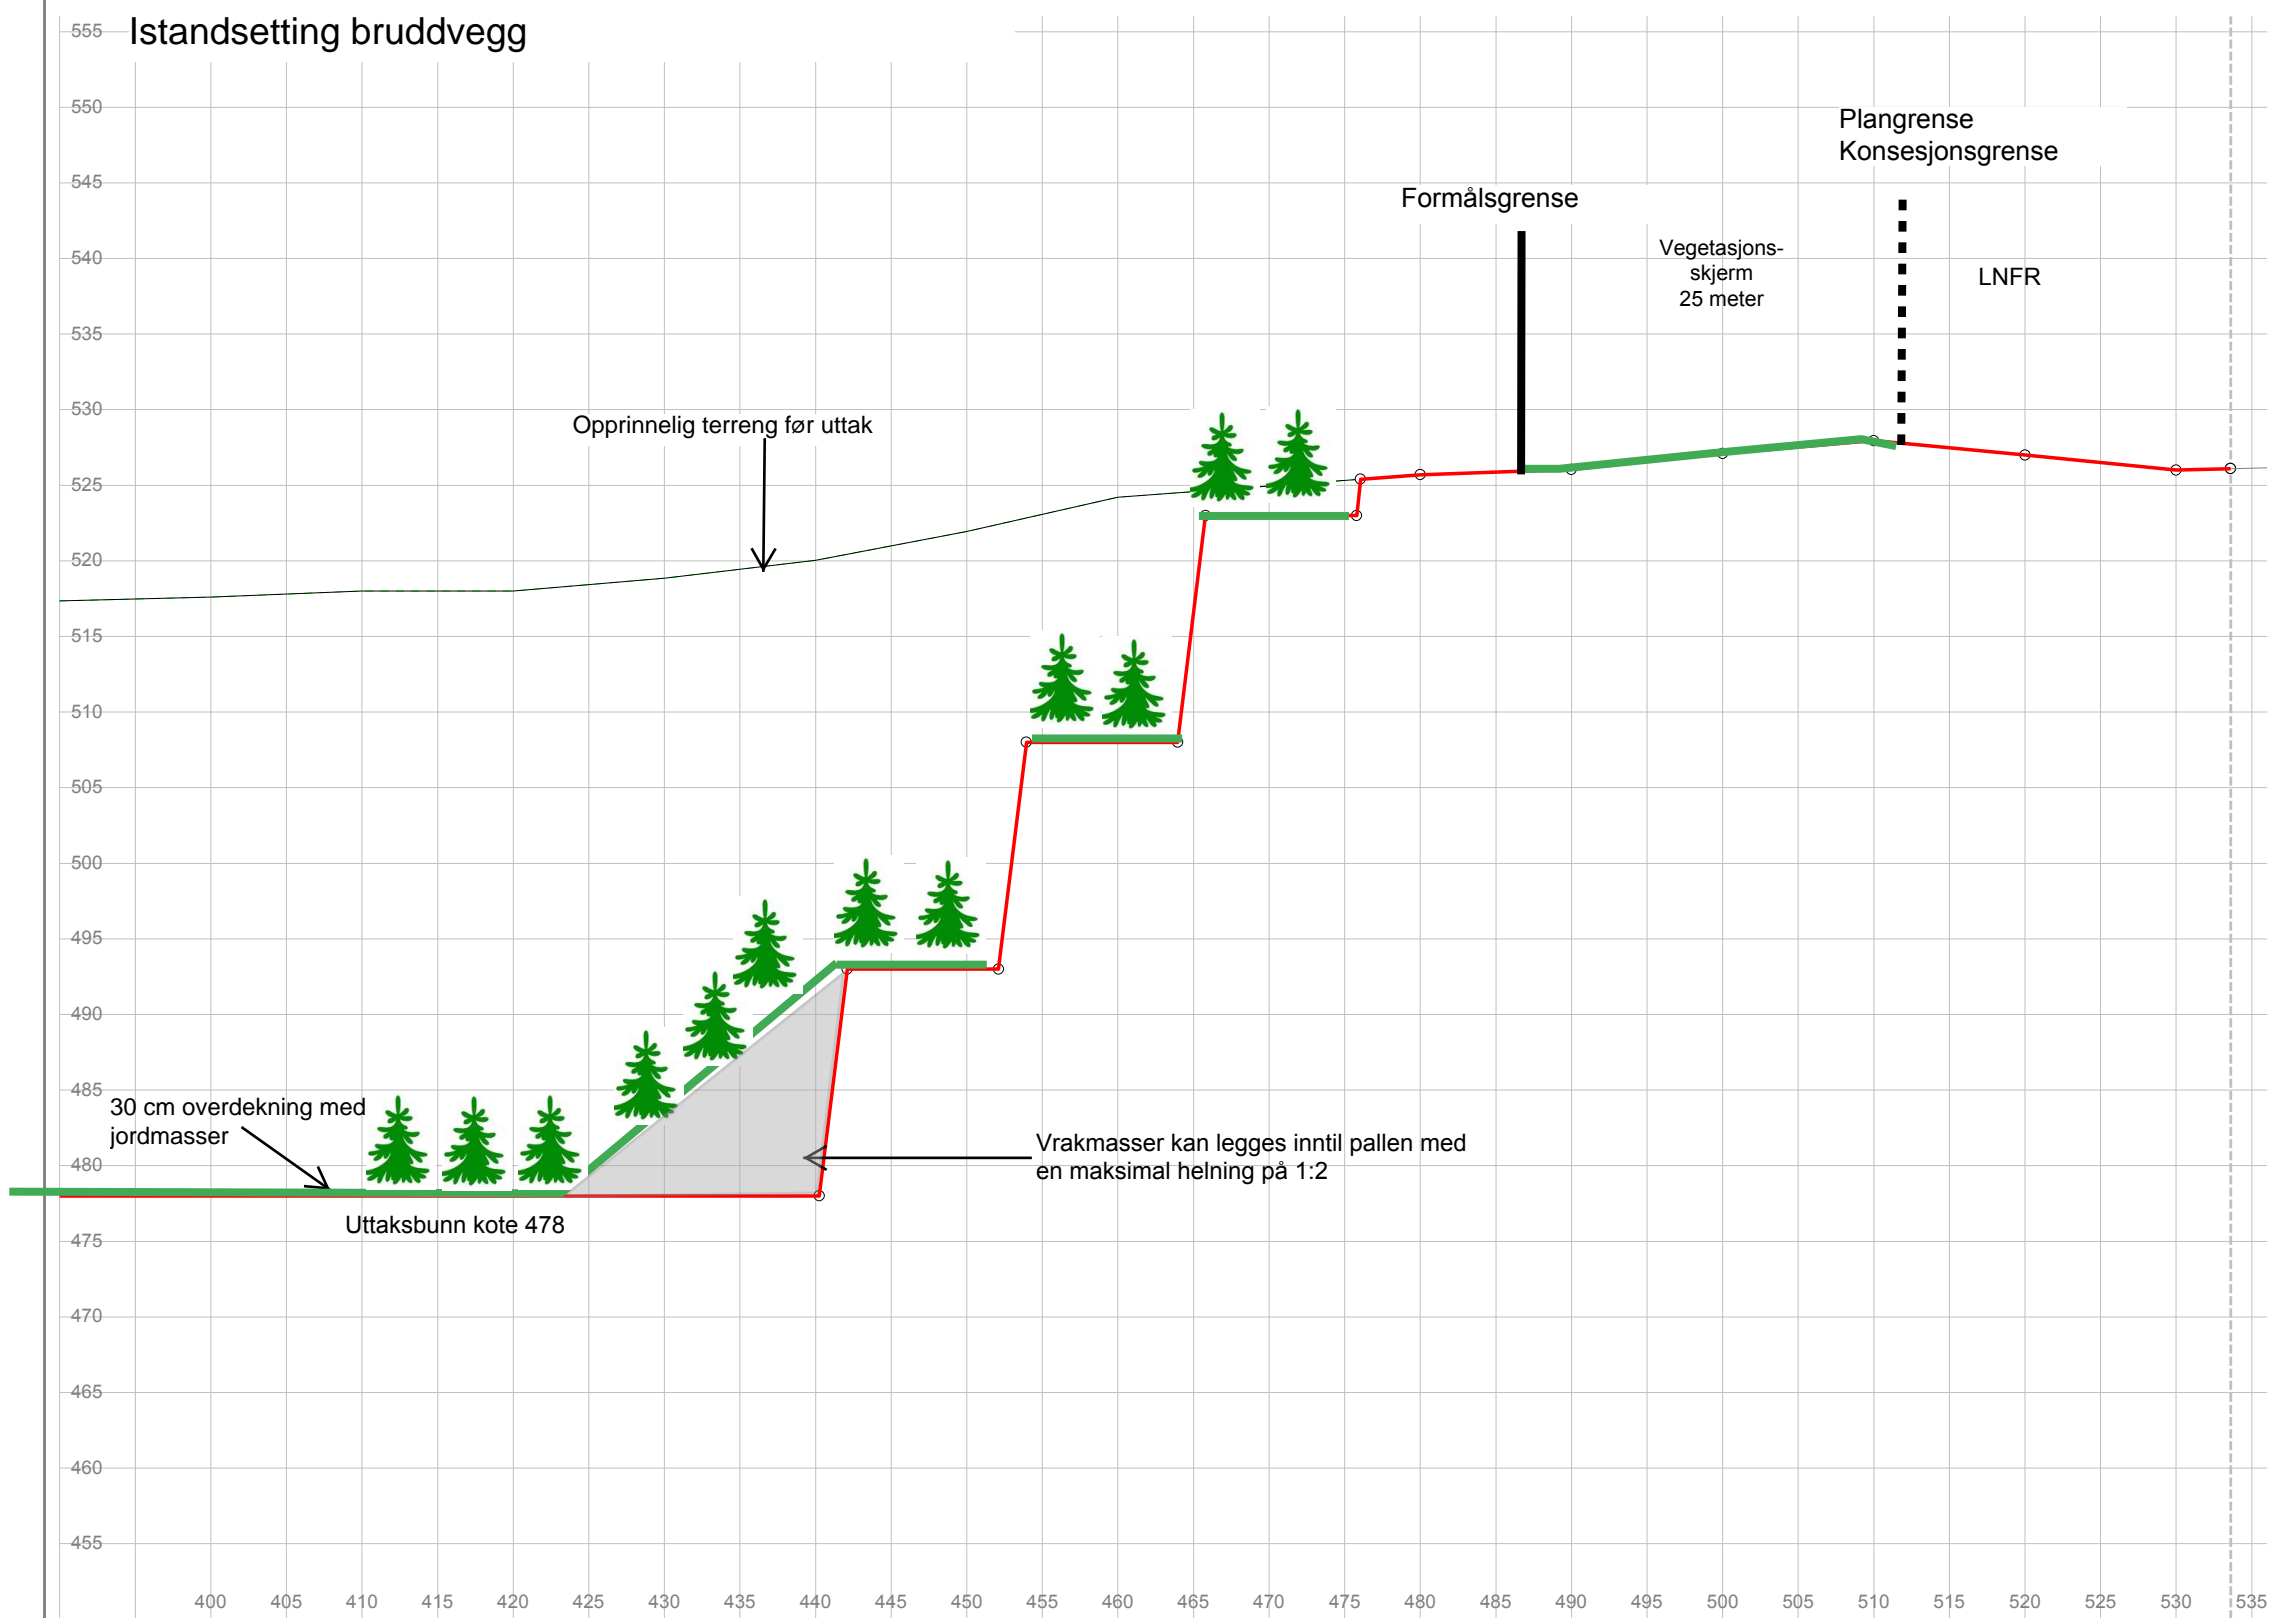 Istandsetting bruddvegg
555
550
545
540
535
530
525
520
515
510
505
500
495
490
485
480
475
470
465
460
455
Plangrense
Konsesjonsgrense
Formålsgrense
Vegetasjons-
skjerm
25 meter
LNFR
Opprinnelig terreng før uttak
30 cm overdekning med
jordmasser
Vrakmasser kan legges inntil pallen med
en maksimal helning på 1:2
Uttaksbunn kote 478
400 405 410 415 420 425 430 435 440 445 450 455 460 465 470 475 480 485 490 495 500 505 510 515 520 525 530 535